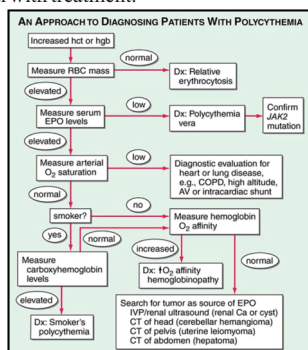 with treatment.
AN APPROACH TO DIAGNOSING PATIENTS WITH POLYCYTHEMIA
Increased hct or hgb
normal
Measure RBC mass
Dx: Relative
erythrocytosis
elevated
low
Measure serum
EPO levels
Dx: Polycythemia
vera
Confirm
JAK2
mutation
elevated
Measure arterial
O2 saturation
low
Diagnostic evaluation for
heart or lung disease,
e.g., COPD, high altitude,
AV or intracardiac shunt
normal
no
smoker?
Measure hemoglobin
O2 affinity
yes
normal
increased
normal
Measure
carboxyhemoglobin
levels
Dx: ↑O2 affinity
hemoglobinopathy
elevated
Search for tumor as source of EPO
IVP/renal ultrasound (renal Ca or cyst)
CT of head (cerebellar hemangioma)
CT of pelvis (uterine leiomyoma)
CT of abdomen (hepatoma)
Dx: Smoker's
polycythemia